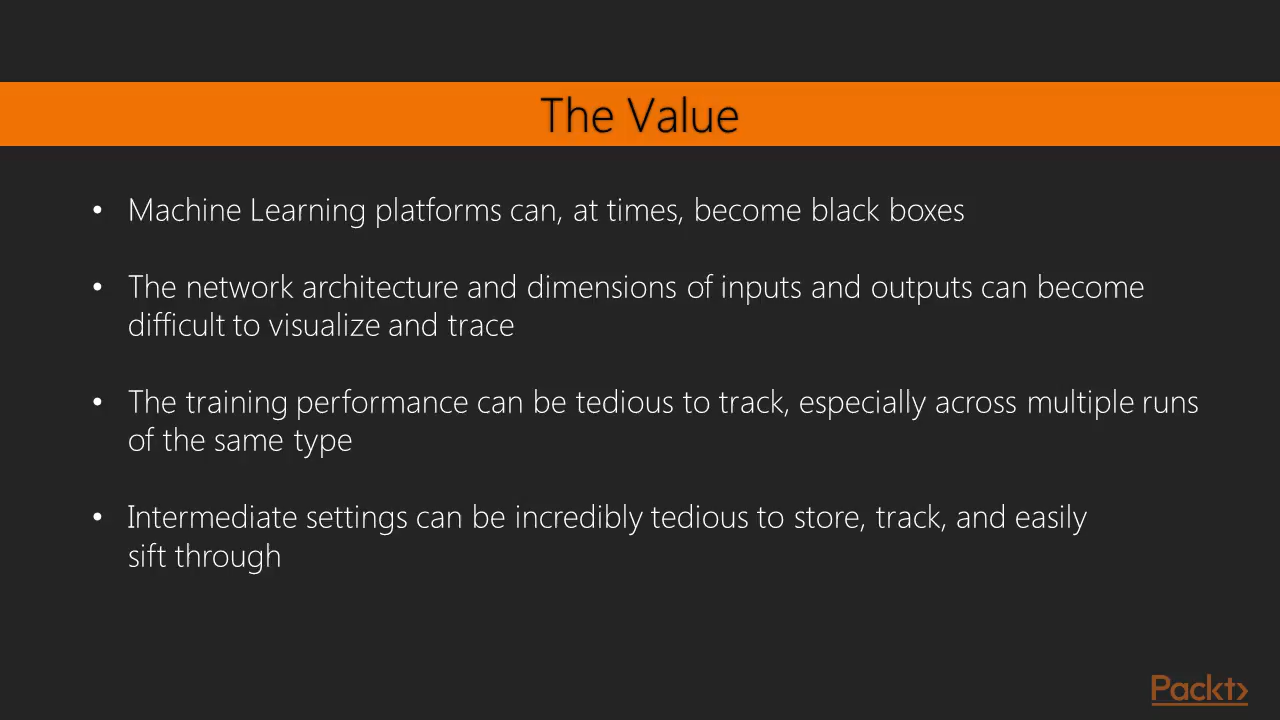 The Value
• Machine Learning platforms can, at times, become black boxes
• The network architecture and dimensions of inputs and outputs can become
difficult to visualize and trace
• The training performance can be tedious to track, especially across multiple runs
of the same type
• Intermediate settings can be incredibly tedious to store, track, and easily
sift through
Packt>